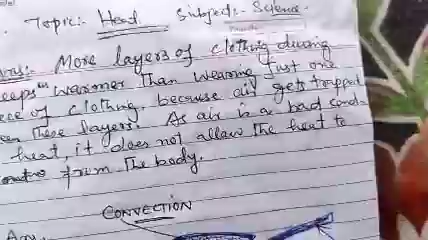 Topic:- Heat Subject:- Science.
More layers of clothing during
keeps warmer than wearing just one
piece of clothing, because air gets trapped
these layers. As air is a bad cond-
heat, it does not allow the heat to
from the body.
CONVECTION
Ans.